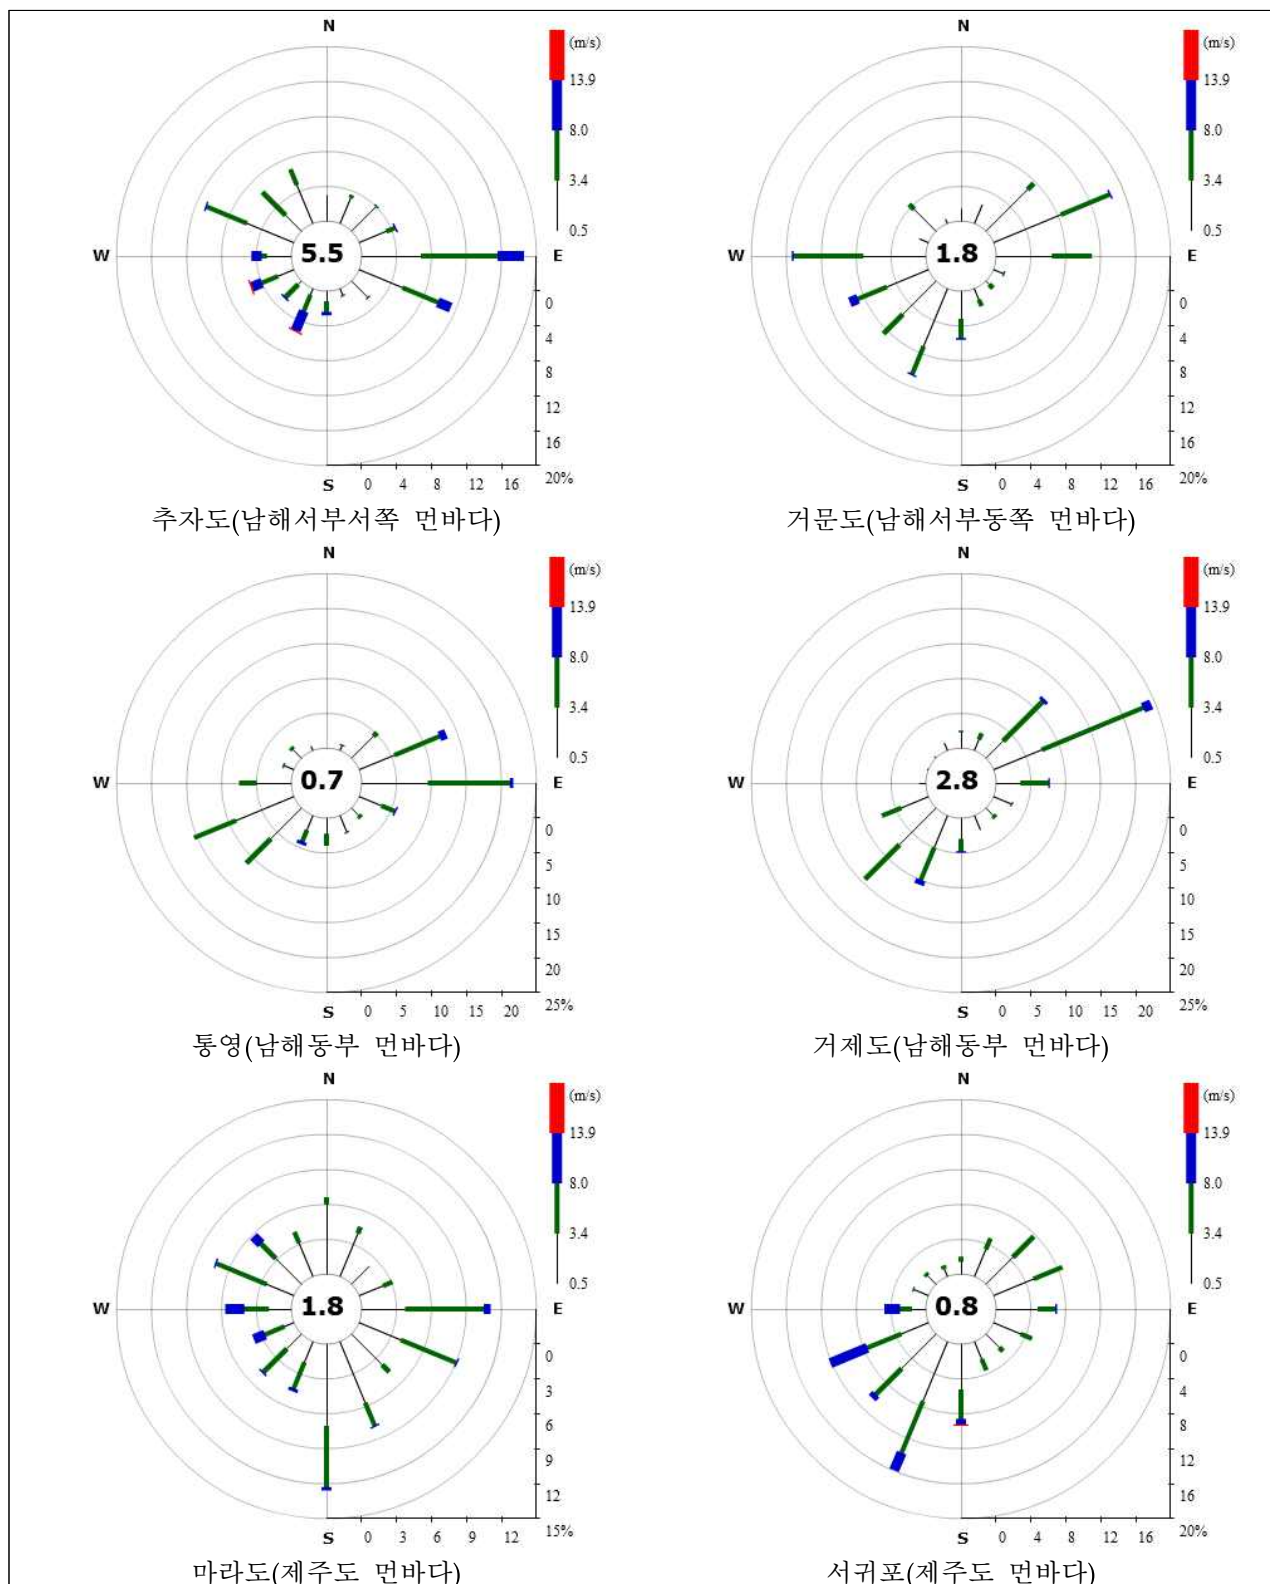 N
(m/s)
13.9
8.0
3.4
0.5
W
5.5
E
0
4
8
12
16
20%
S
0 4 8 12 16
추자도(남해서부서쪽 먼바다)
N
(m/s)
13.9
8.0
3.4
0.5
W
1.8
E
0
4
8
12
16
20%
S
0 4 8 12 16
거문도(남해서부동쪽 먼바다)
N
(m/s)
13.9
8.0
3.4
0.5
W
0.7
E
0
5
10
15
20
25%
S
0 5 10 15 20
통영(남해동부 먼바다)
N
(m/s)
13.9
8.0
3.4
0.5
W
2.8
E
0
5
10
15
20
25%
S
0 5 10 15 20
거제도(남해동부 먼바다)
N
(m/s)
13.9
8.0
3.4
0.5
W
1.8
E
0
3
6
9
12
15%
S
0 3 6 9 12
마라도(제주도 먼바다)
N
(m/s)
13.9
8.0
3.4
0.5
W
0.8
E
0
4
8
12
16
20%
S
0 4 8 12 16
서귀포(제주도 먼바다)